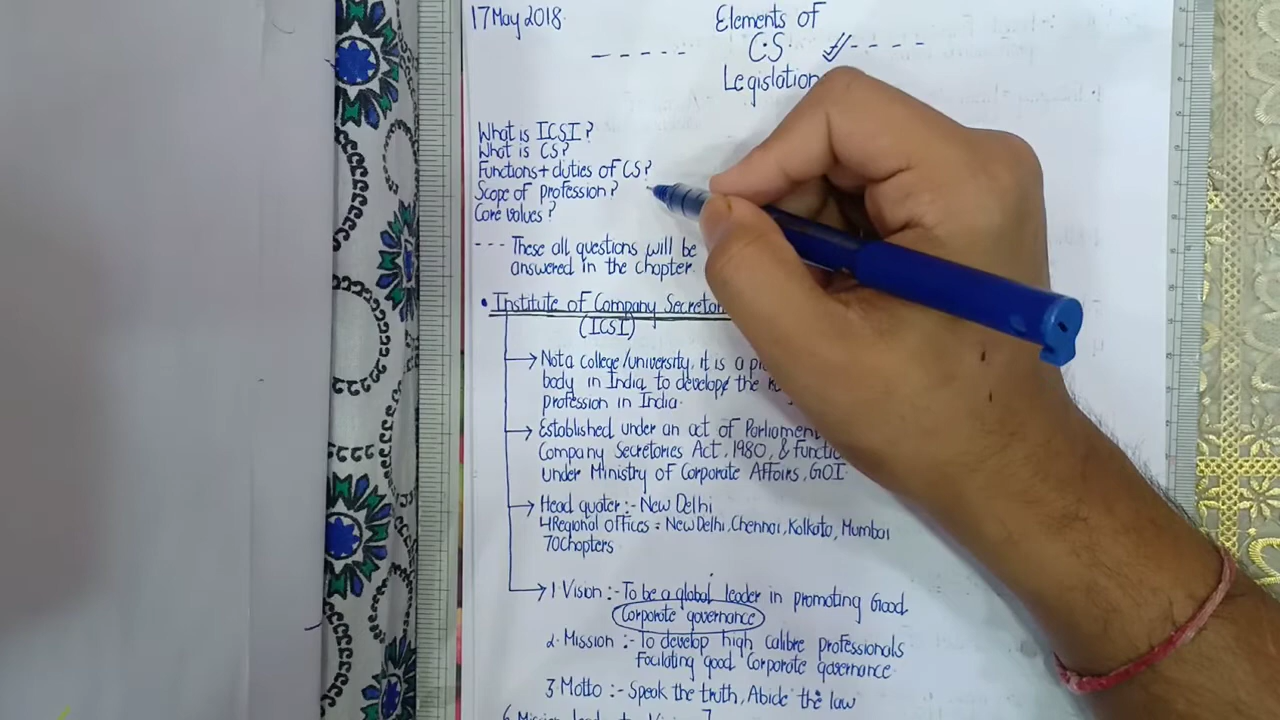 17 May 2018
Elements of
C.S.
Legislation
What is ICSI?
What is CS?
Functions + duties of CS?
Scope of profession?
Core values?
--- These all questions will be
answered in the chapter.
• Institute of Company
(ICSI)
→ Not a college/university, it is a
body in India to develop the
profession in India.
→ Established under an act of Parliament
Company Secretories Act, 1980, &
under Ministry of Corporate Affairs, GOI.
→ Head quater :- New Delhi
4 Regional offices = New Delhi, Chennai, Kolkata, Mumbai
70 Chapters
→ 1 Vision :- To be a global leader in promoting Good
Corporate governance
2. Mission :- To develop high calibre professionals
Facilating good Corporate governance.
3 Motto :- Speak the truth, Abide the law